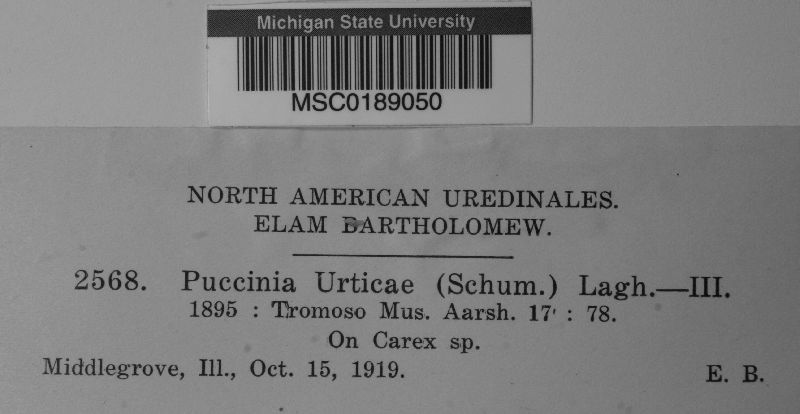 Michigan State University
MSC0189050
NORTH AMERICAN UREDINALES.
ELAM BARTHOLOMEW.
2568. Puccinia Urticae (Schum.) Lagh.—III.
1895 : Tromoso Mus. Aarsh. 17' : 78.
On Carex sp.
Middlegrove, Ill., Oct. 15, 1919. E. B.